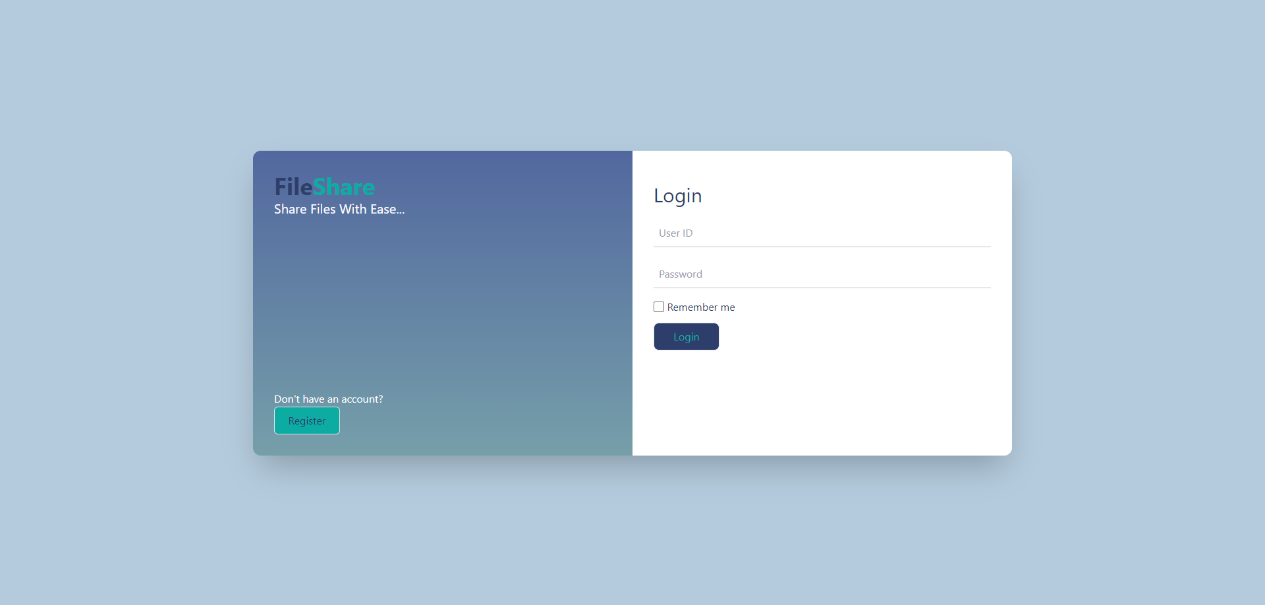 FileShare
Share Files With Ease...
Don't have an account?
Register
Login
User ID
Password
Remember me
Login